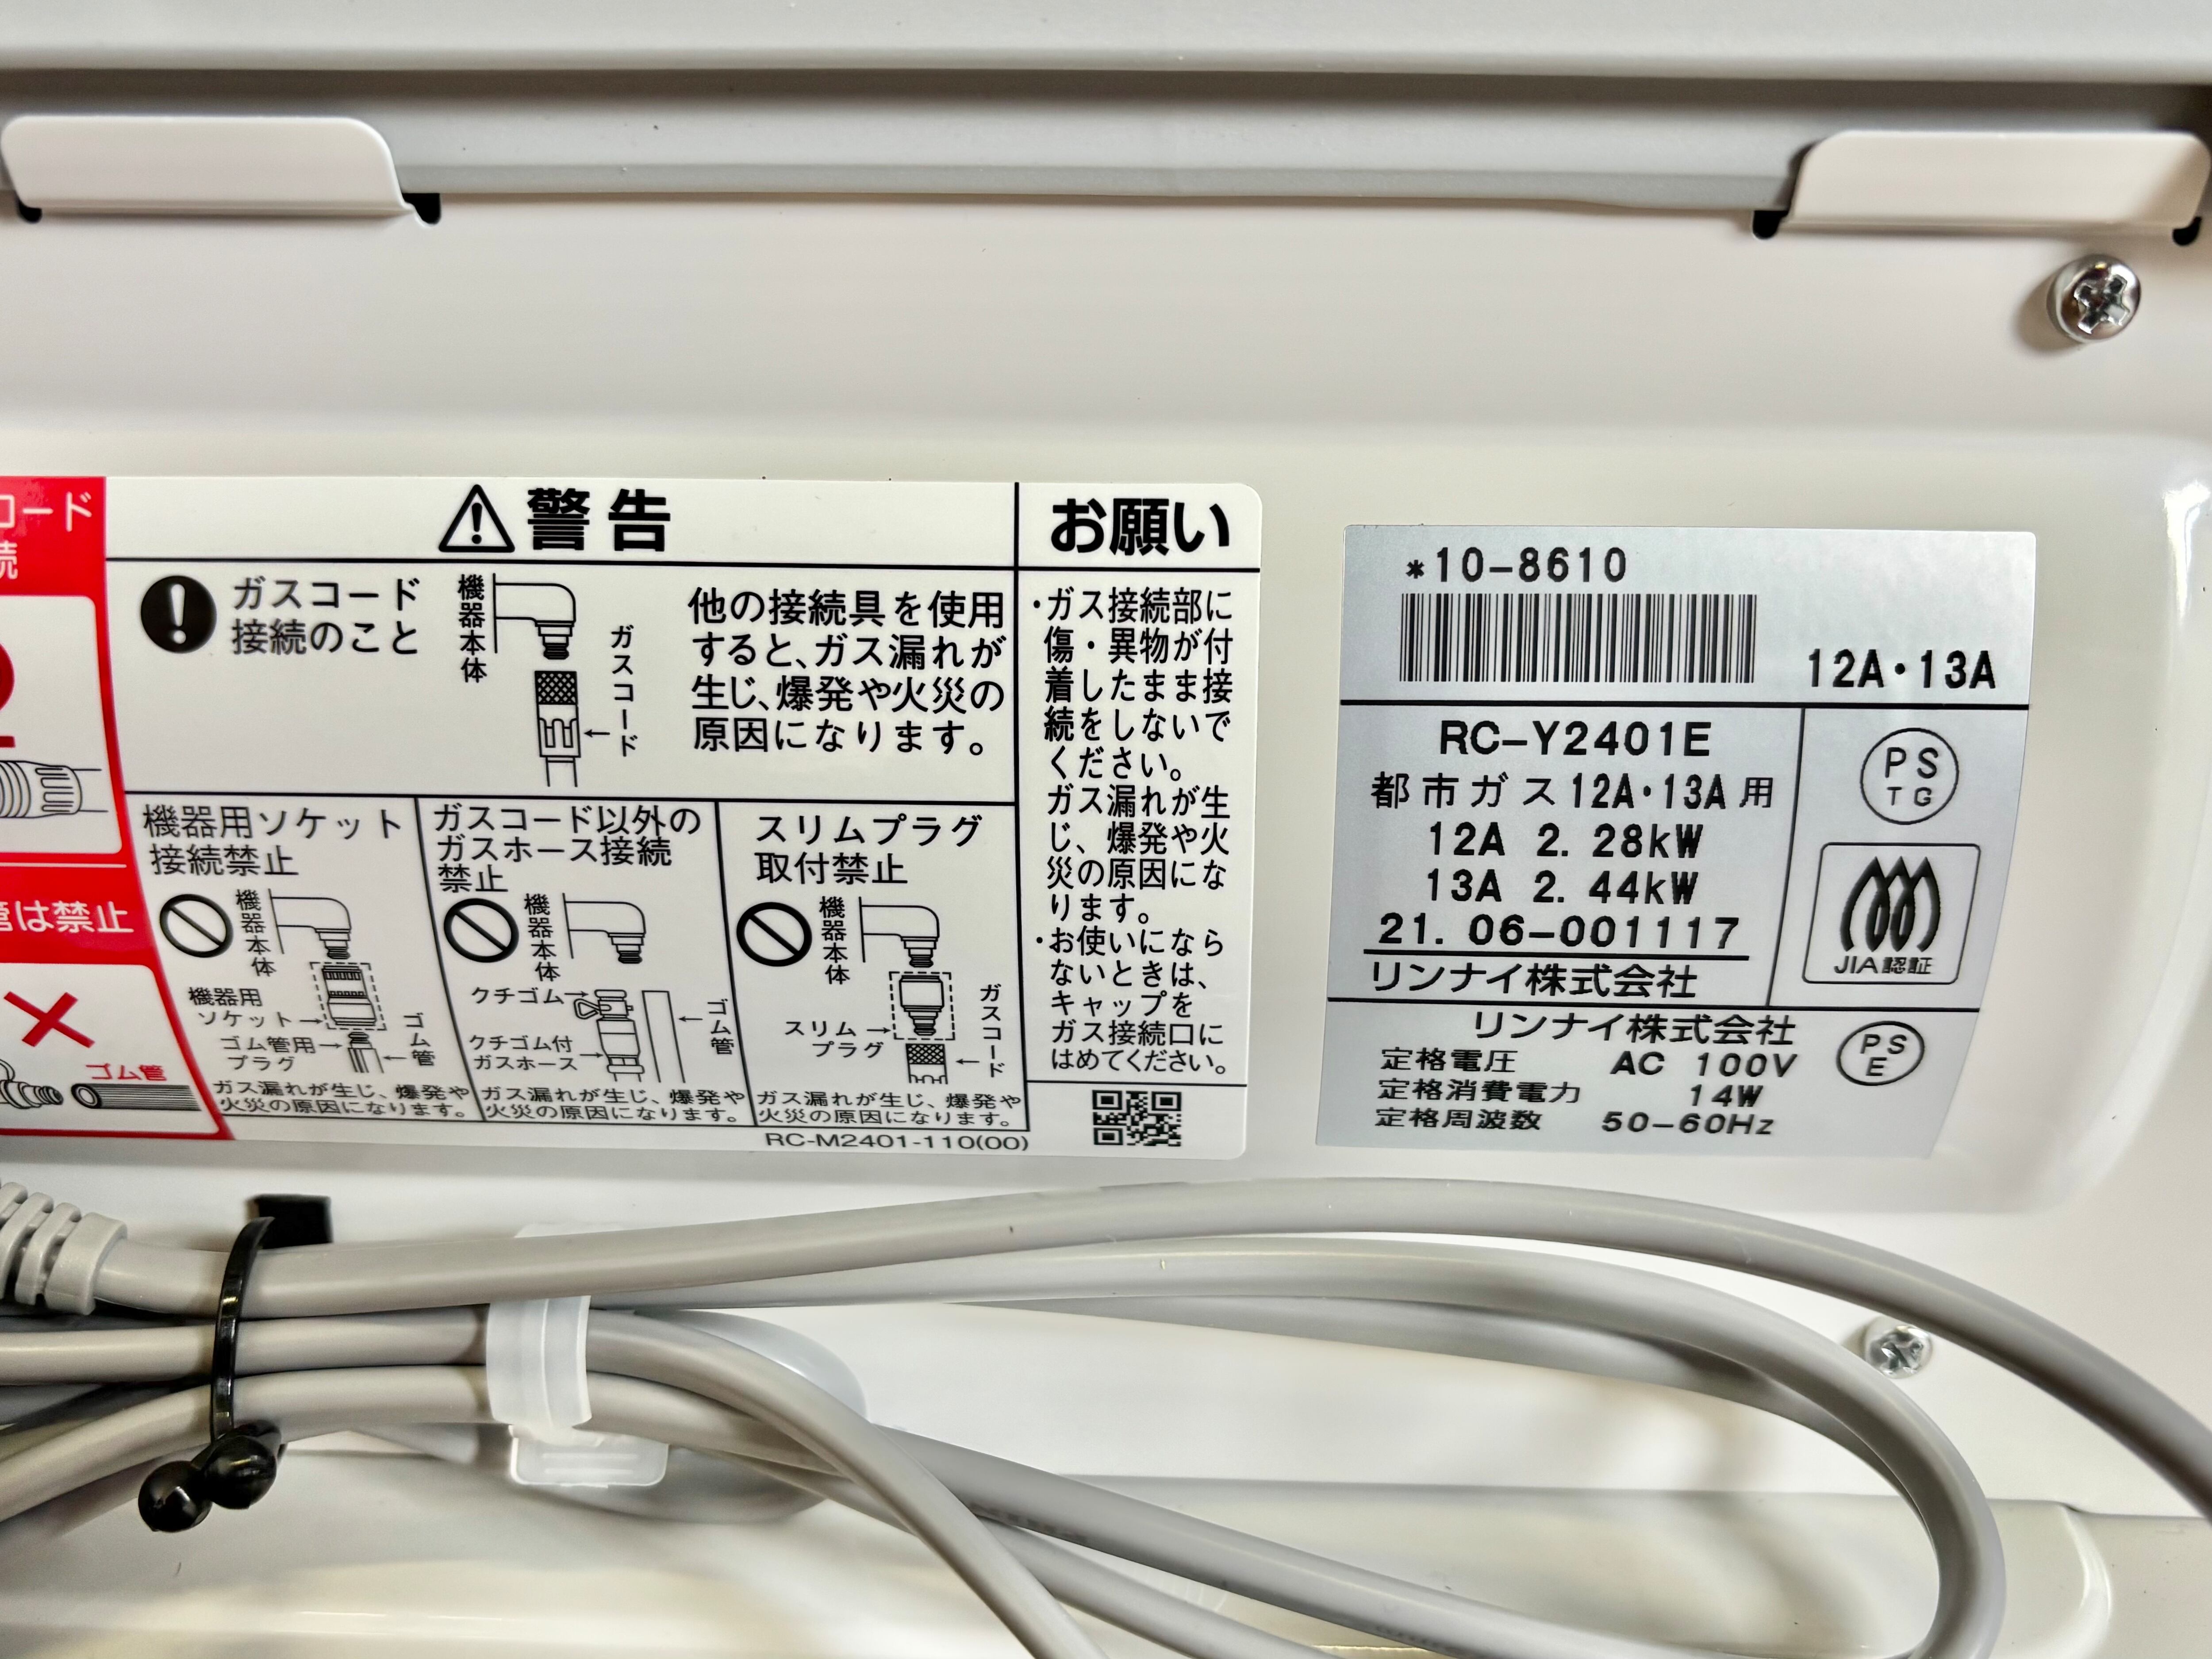 コード
続
2
管は禁止
ゴム管
警告
ガスコード
接続のこと
機器本体
ガスコード
他の接続具を使用
すると、ガス漏れが
生じ、爆発や火災の
原因になります。
機器用ソケット
接続禁止
機器本体
機器用
ソケット
ゴム管用
プラグ
ゴム管
ガス漏れが生じ、爆発や
火災の原因になります。
ガスコード以外の
ガスホース接続
禁止
機器本体
クチゴム
クチゴム付
ガスホース
ゴム管
ガス漏れが生じ、爆発や
火災の原因になります。
スリムプラグ
取付禁止
機器本体
スリム
プラグ
ガスコード
ガス漏れが生じ、爆発や
火災の原因になります。
RC-M2401-110(00)
お願い
・ガス接続部に
傷・異物が付
着したまま接
続をしないで
ください。
ガス漏れが生
じ、爆発や火
災の原因にな
ります。
・お使いになら
ないときは、
キャップを
ガス接続口に
はめてください。
*10-8610
12A・13A
RC-Y2401E
都市ガス12A・13A用
12A 2.28kW
13A 2.44kW
21.06-001117
リンナイ株式会社
PS
TG
JIA認証
リンナイ株式会社
定格電圧 AC 100V
定格消費電力 14W
定格周波数 50-60Hz
PS
E